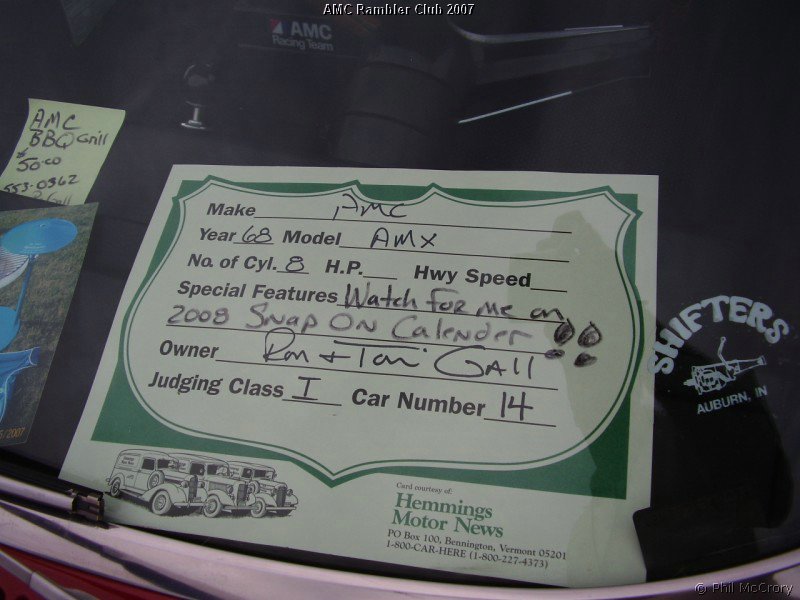 AMC Rambler Club 2007
AMC
Racing Team
AMC
BBQ Grill
$50.00
553-0362
Make AMC
Year 68 Model AMX
No. of Cyl. 8 H.P. Hwy Speed
Special Features Watch For me on
2008 Snap On Calender !!
Owner Ron + Tori Gall
Judging Class I Car Number 14
Card courtesy of:
Hemmings
Motor News
PO Box 100, Bennington, Vermont 05201
1-800-CAR-HERE (1-800-227-4373)
SHIFTERS
AUBURN, IN
/2007
© Phil McCrory